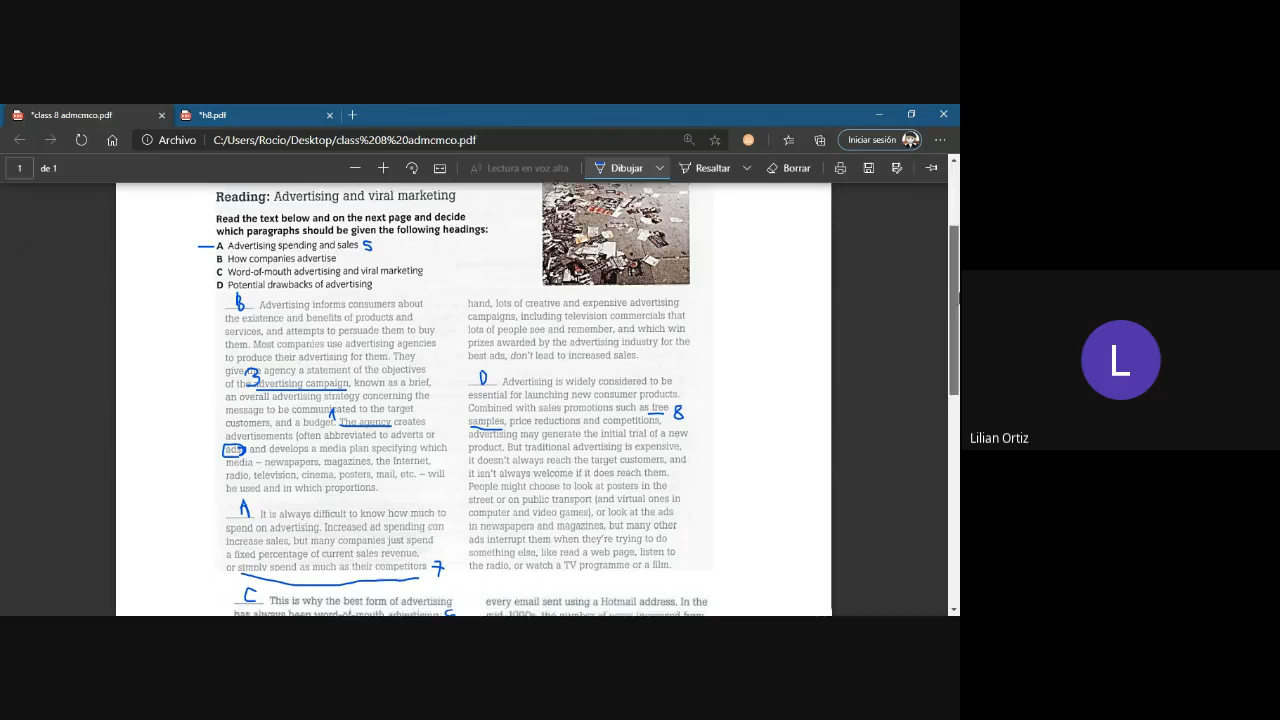 *class 8 admcmco.pdf
*h8.pdf
Archivo
C:/Users/Rocio/Desktop/class%208%20admcmco.pdf
Iniciar sesión
1 de 1
Lectura en voz alta
Dibujar
Resaltar
Borrar
Reading: Advertising and viral marketing
Read the text below and on the next page and decide
which paragraphs should be given the following headings:
A Advertising spending and sales 5
B How companies advertise
C Word-of-mouth advertising and viral marketing
D Potential drawbacks of advertising
B Advertising informs consumers about
the existence and benefits of products and
services, and attempts to persuade them to buy
them. Most companies use advertising agencies
to produce their advertising for them. They
give the agency a statement of the objectives
3
of the advertising campaign, known as a brief,
an overall advertising strategy concerning the
message to be communicated to the target
1
customers, and a budget. The agency creates
advertisements (often abbreviated to adverts or
ads) and develops a media plan specifying which
media – newspapers, magazines, the Internet,
radio, television, cinema, posters, mail, etc. – will
be used and in which proportions.
A It is always difficult to know how much to
spend on advertising. Increased ad spending can
increase sales, but many companies just spend
a fixed percentage of current sales revenue,
or simply spend as much as their competitors 7
hand, lots of creative and expensive advertising
campaigns, including television commercials that
lots of people see and remember, and which win
prizes awarded by the advertising industry for the
best ads, don't lead to increased sales.
D Advertising is widely considered to be
essential for launching new consumer products.
Combined with sales promotions such as free 8
samples, price reductions and competitions,
advertising may generate the initial trial of a new
product. But traditional advertising is expensive,
it doesn't always reach the target customers, and
it isn't always welcome if it does reach them.
People might choose to look at posters in the
street or on public transport (and virtual ones in
computer and video games), or look at the ads
in newspapers and magazines, but many other
ads interrupt them when they're trying to do
something else, like read a web page, listen to
the radio, or watch a TV programme or a film.
C This is why the best form of advertising
has always been word-of-mouth advertising
every email sent using a Hotmail address. In the
mid-1990s, the number of users increased from
L
Lilian Ortiz